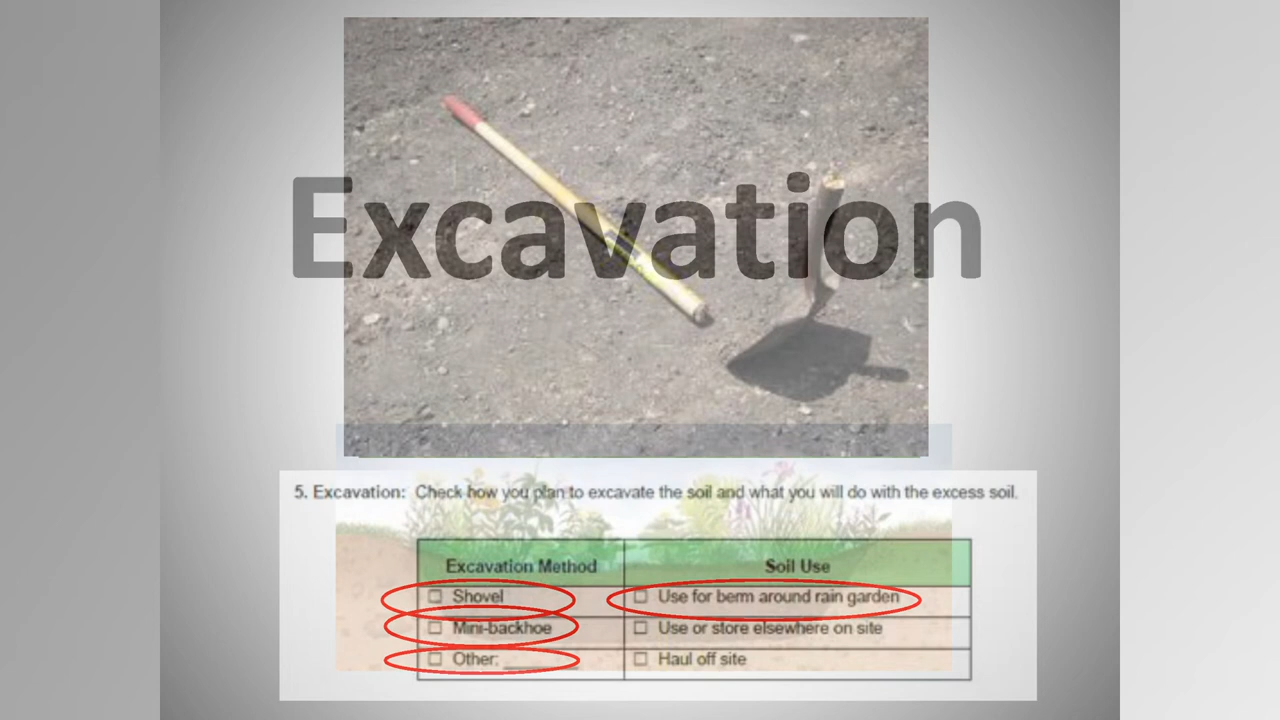 Excavation
5. Excavation: Check how you plan to excavate the soil and what you will do with the excess soil.
Excavation Method Soil Use
☐ Shovel ☐ Use for berm around rain garden
☐ Mini-backhoe ☐ Use or store elsewhere on site
☐ Other: ________ ☐ Haul off site